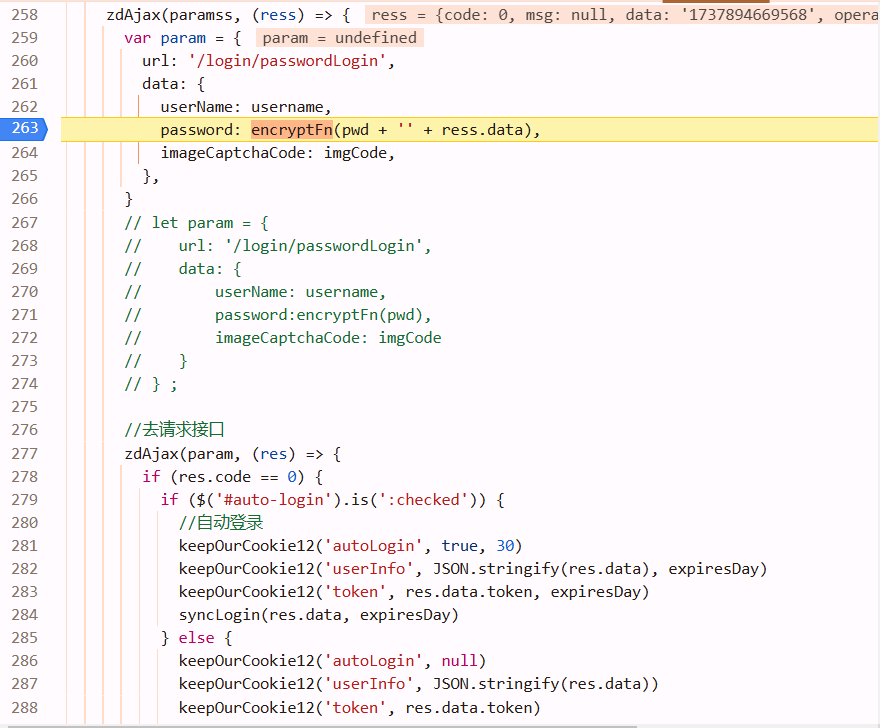 258 zdAjax(paramss, (ress) => { ress = {code: 0, msg: null, data: '1737894669568', opera
259 var param = { param = undefined
260 url: '/login/passwordLogin',
261 data: {
262 userName: username,
263 password: encryptFn(pwd + '' + ress.data),
264 imageCaptchaCode: imgCode,
265 },
266 }
267 // let param = {
268 // url: '/login/passwordLogin',
269 // data: {
270 // userName: username,
271 // password:encryptFn(pwd),
272 // imageCaptchaCode: imgCode
273 // }
274 // } ;
275
276 //去请求接口
277 zdAjax(param, (res) => {
278 if (res.code == 0) {
279 if ($('#auto-login').is(':checked')) {
280 //自动登录
281 keepOurCookie12('autoLogin', true, 30)
282 keepOurCookie12('userInfo', JSON.stringify(res.data), expiresDay)
283 keepOurCookie12('token', res.data.token, expiresDay)
284 syncLogin(res.data, expiresDay)
285 } else {
286 keepOurCookie12('autoLogin', null)
287 keepOurCookie12('userInfo', JSON.stringify(res.data))
288 keepOurCookie12('token', res.data.token)